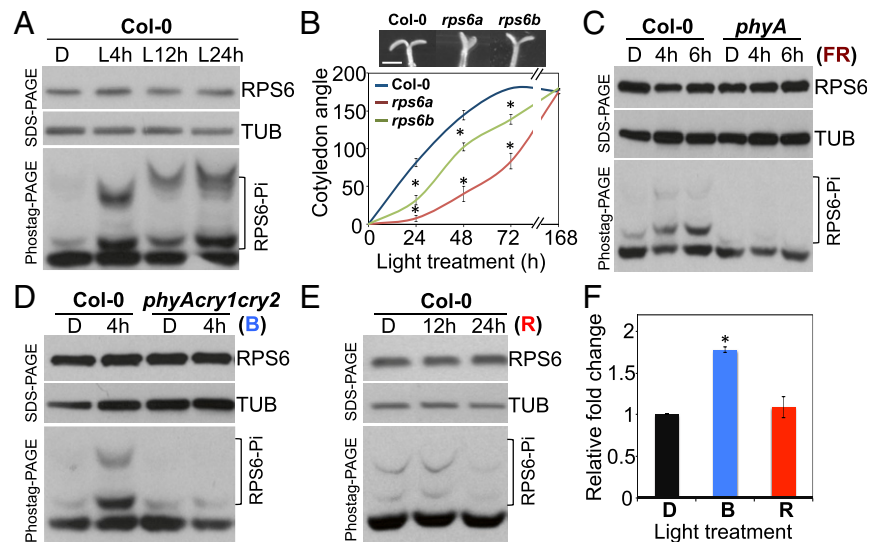 A
Col-0
D L4h L12h L24h
SDS-PAGE
RPS6
TUB
Phostag-PAGE
RPS6-Pi
B
Col-0 rps6a rps6b
Cotyledon angle
200
150
100
50
0
Col-0
rps6a
rps6b
* * * * * *
0 24 48 72 168
Light treatment (h)
C
Col-0 phyA
D 4h 6h D 4h 6h (FR)
SDS-PAGE
RPS6
TUB
Phostag-PAGE
RPS6-Pi
D
Col-0 phyAcry1cry2
D 4h D 4h (B)
SDS-PAGE
RPS6
TUB
Phostag-PAGE
RPS6-Pi
E
Col-0
D 12h 24h (R)
SDS-PAGE
RPS6
TUB
Phostag-PAGE
RPS6-Pi
F
Relative fold change
2
1.5
1
0.5
0
*
D B R
Light treatment